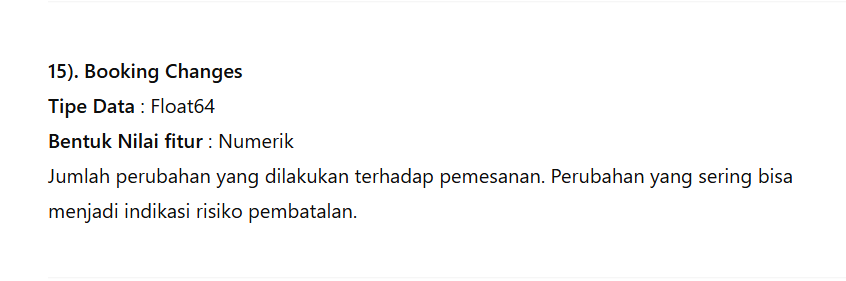 15). Booking Changes
Tipe Data : Float64
Bentuk Nilai fitur : Numerik
Jumlah perubahan yang dilakukan terhadap pemesanan. Perubahan yang sering bisa
menjadi indikasi risiko pembatalan.